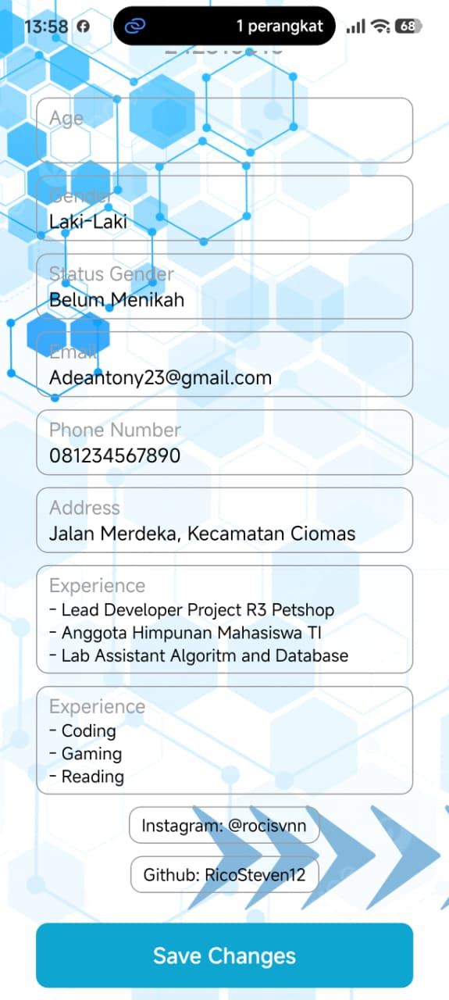 13:58
1 perangkat
68
Age
Gender
Laki-Laki
Status Gender
Belum Menikah
Email
Adeantony23@gmail.com
Phone Number
081234567890
Address
Jalan Merdeka, Kecamatan Ciomas
Experience
- Lead Developer Project R3 Petshop
- Anggota Himpunan Mahasiswa TI
- Lab Assistant Algoritm and Database
Experience
- Coding
- Gaming
- Reading
Instagram: @rocisvnn
Github: RicoSteven12
Save Changes